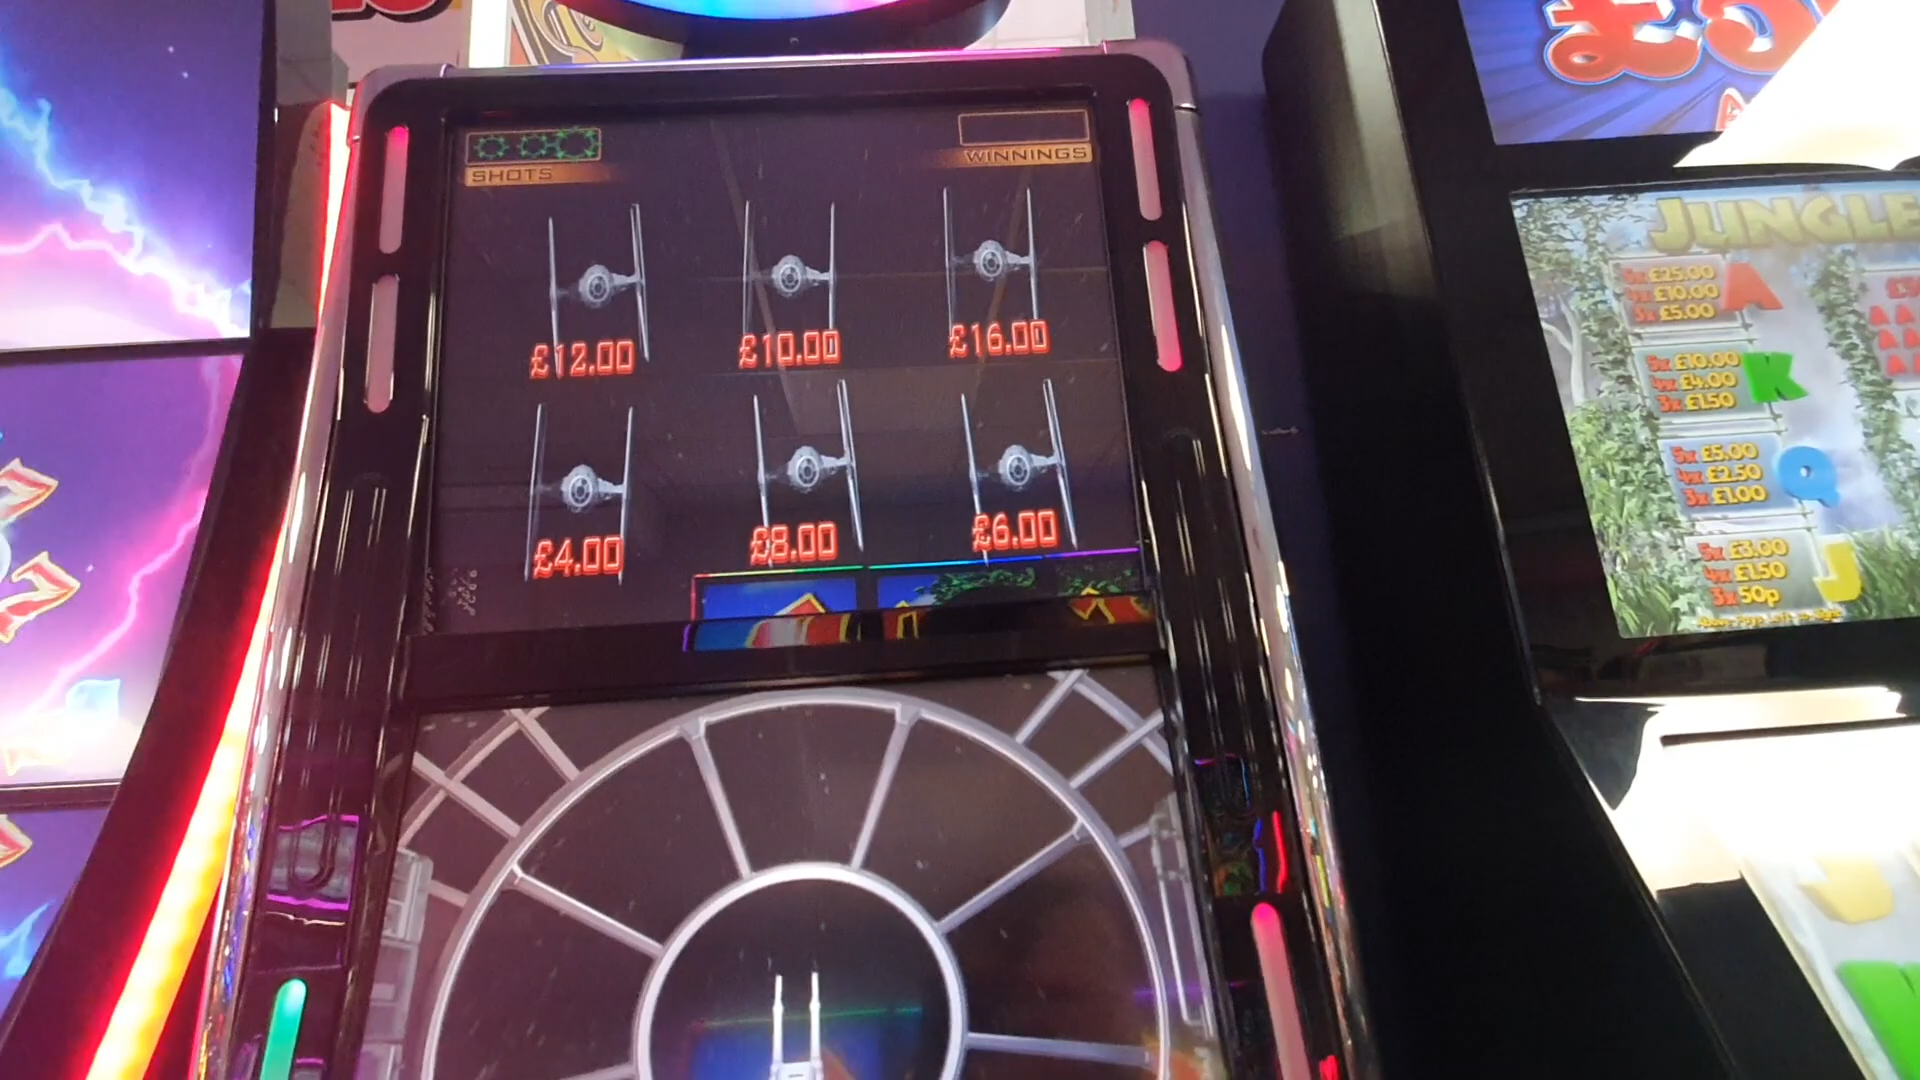 SHOTS
WINNINGS
£12.00
£10.00
£16.00
£4.00
£8.00
£6.00
JUNGLE
5x £25.00
4x £10.00
3x £5.00
A
5x £10.00
4x £4.00
3x £1.50
K
5x £5.00
4x £2.50
3x £1.00
Q
5x £3.00
4x £1.50
3x 50p
J